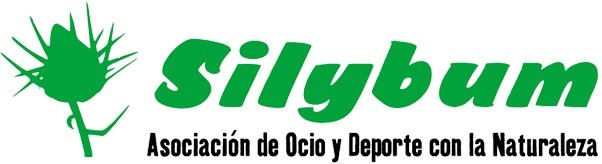 Silybum
Asociación de Ocio y Deporte con la Naturaleza